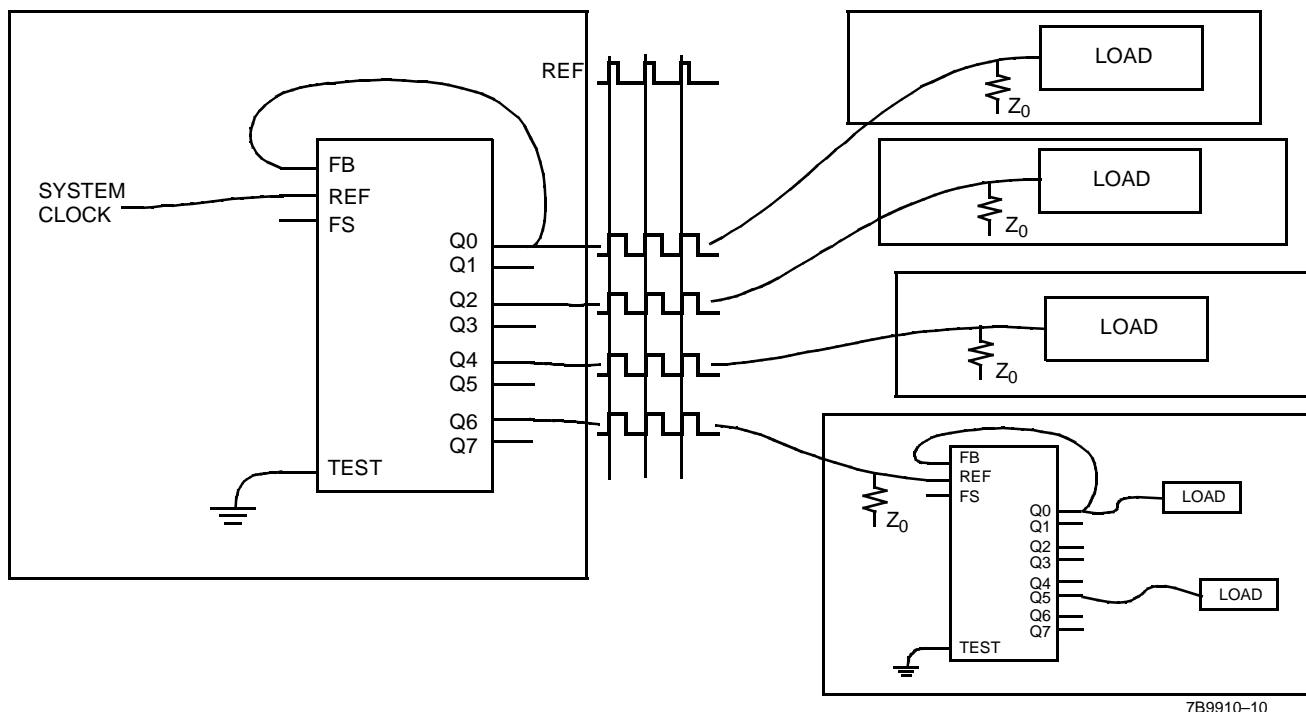 REF
SYSTEM
CLOCK
FB
REF
FS
Q0
Q1
Q2
Q3
Q4
Q5
Q6
Q7
TEST
LOAD
Z0
LOAD
Z0
LOAD
Z0
Z0
FB
REF
FS
Q0
Q1
Q2
Q3
Q4
Q5
Q6
Q7
TEST
LOAD
LOAD
7B9910–10